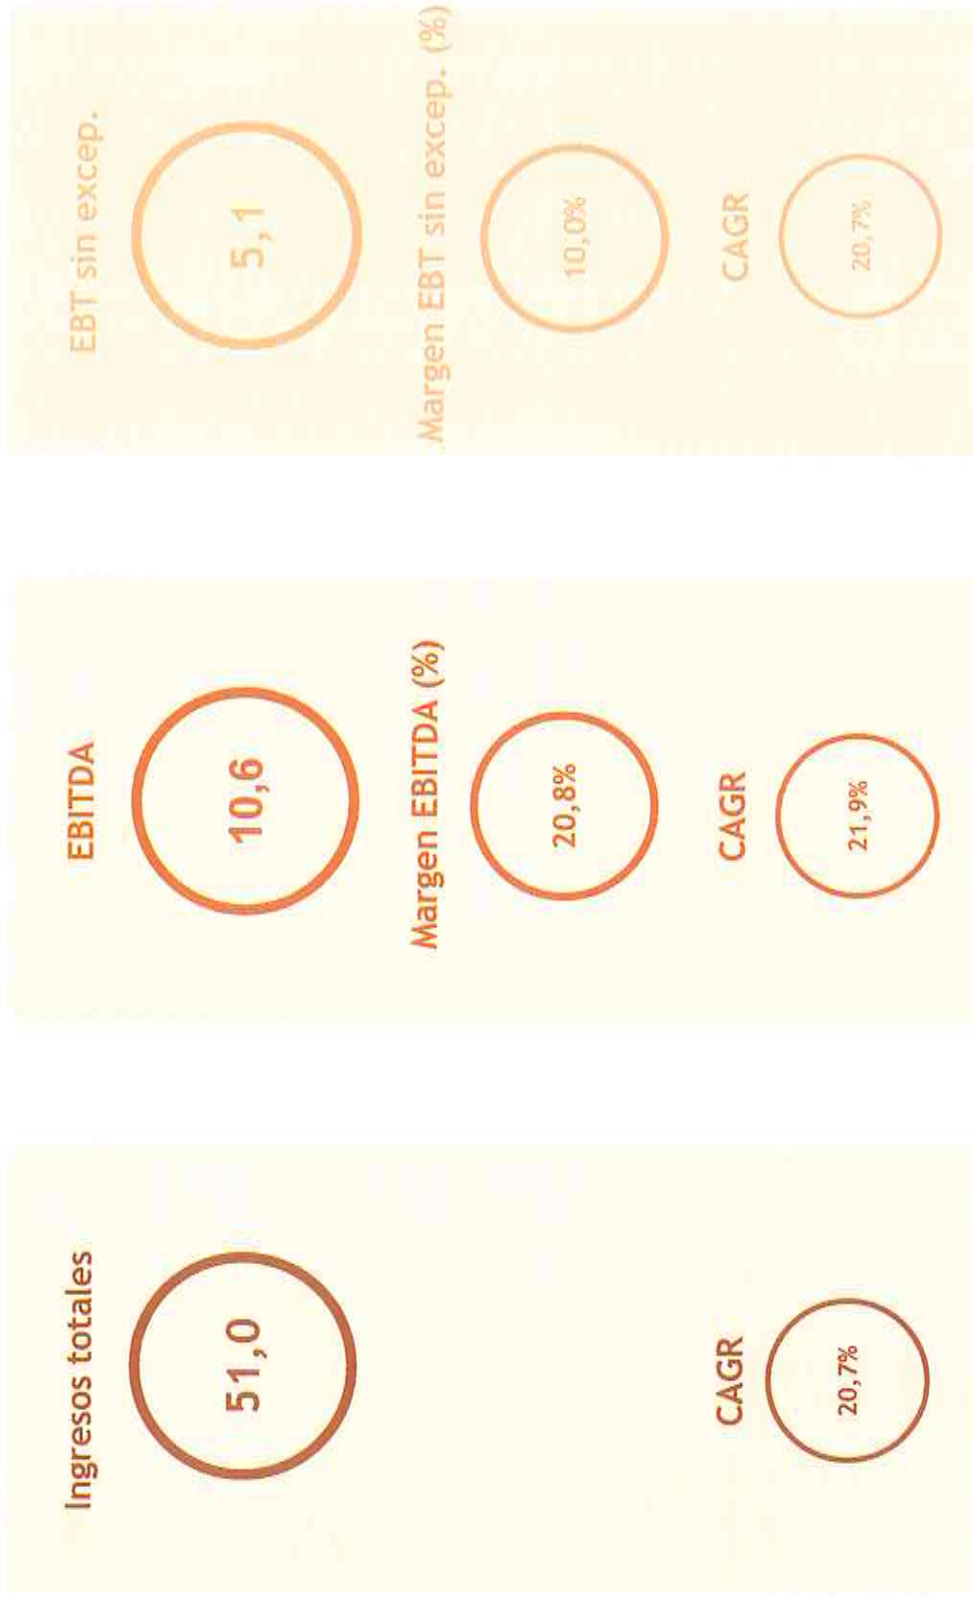 Ingresos totales
51,0
CAGR
20,7%
EBITDA
10,6
Margen EBITDA (%)
20,8%
CAGR
21,9%
EBT sin excep.
5,1
Margen EBT sin excep. (%)
10,0%
CAGR
20,7%